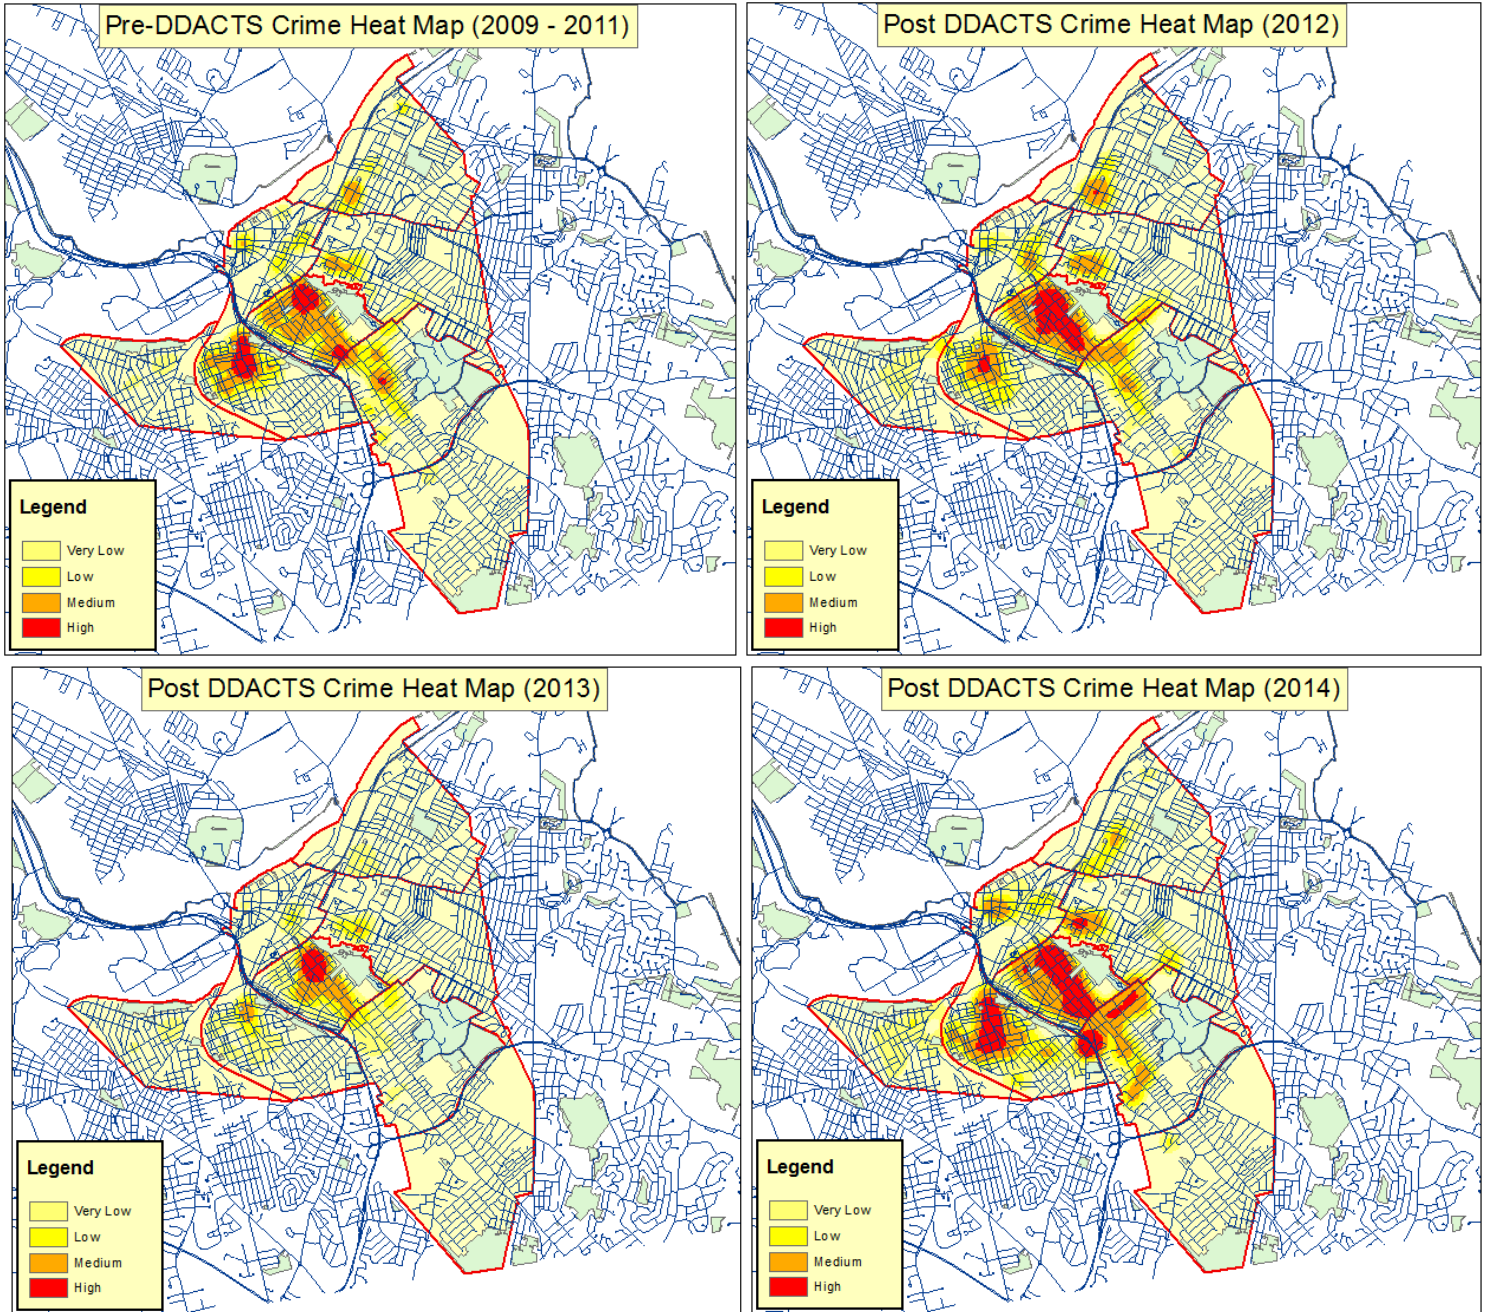 Pre-DDACTS Crime Heat Map (2009 - 2011)
Legend
Very Low
Low
Medium
High
Post DDACTS Crime Heat Map (2012)
Legend
Very Low
Low
Medium
High
Post DDACTS Crime Heat Map (2013)
Legend
Very Low
Low
Medium
High
Post DDACTS Crime Heat Map (2014)
Legend
Very Low
Low
Medium
High